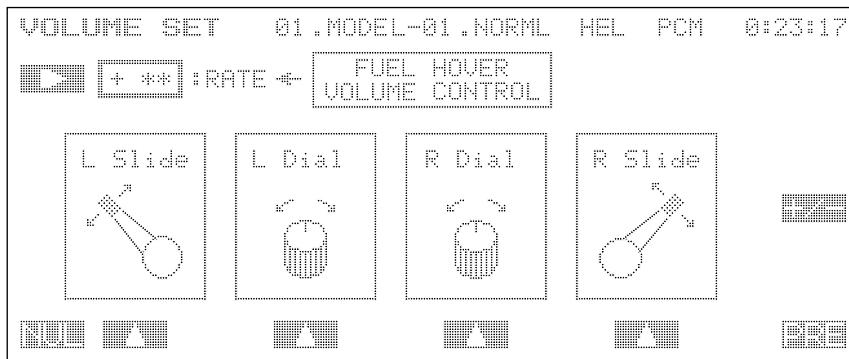 VOLUME SET 01.MODEL-01.NORML HEL PCM 0:23:17
+ **:RATE
FUEL HOVER
VOLUME CONTROL
L Slide L Dial R Dial R Slide
+/-
NUL PRE